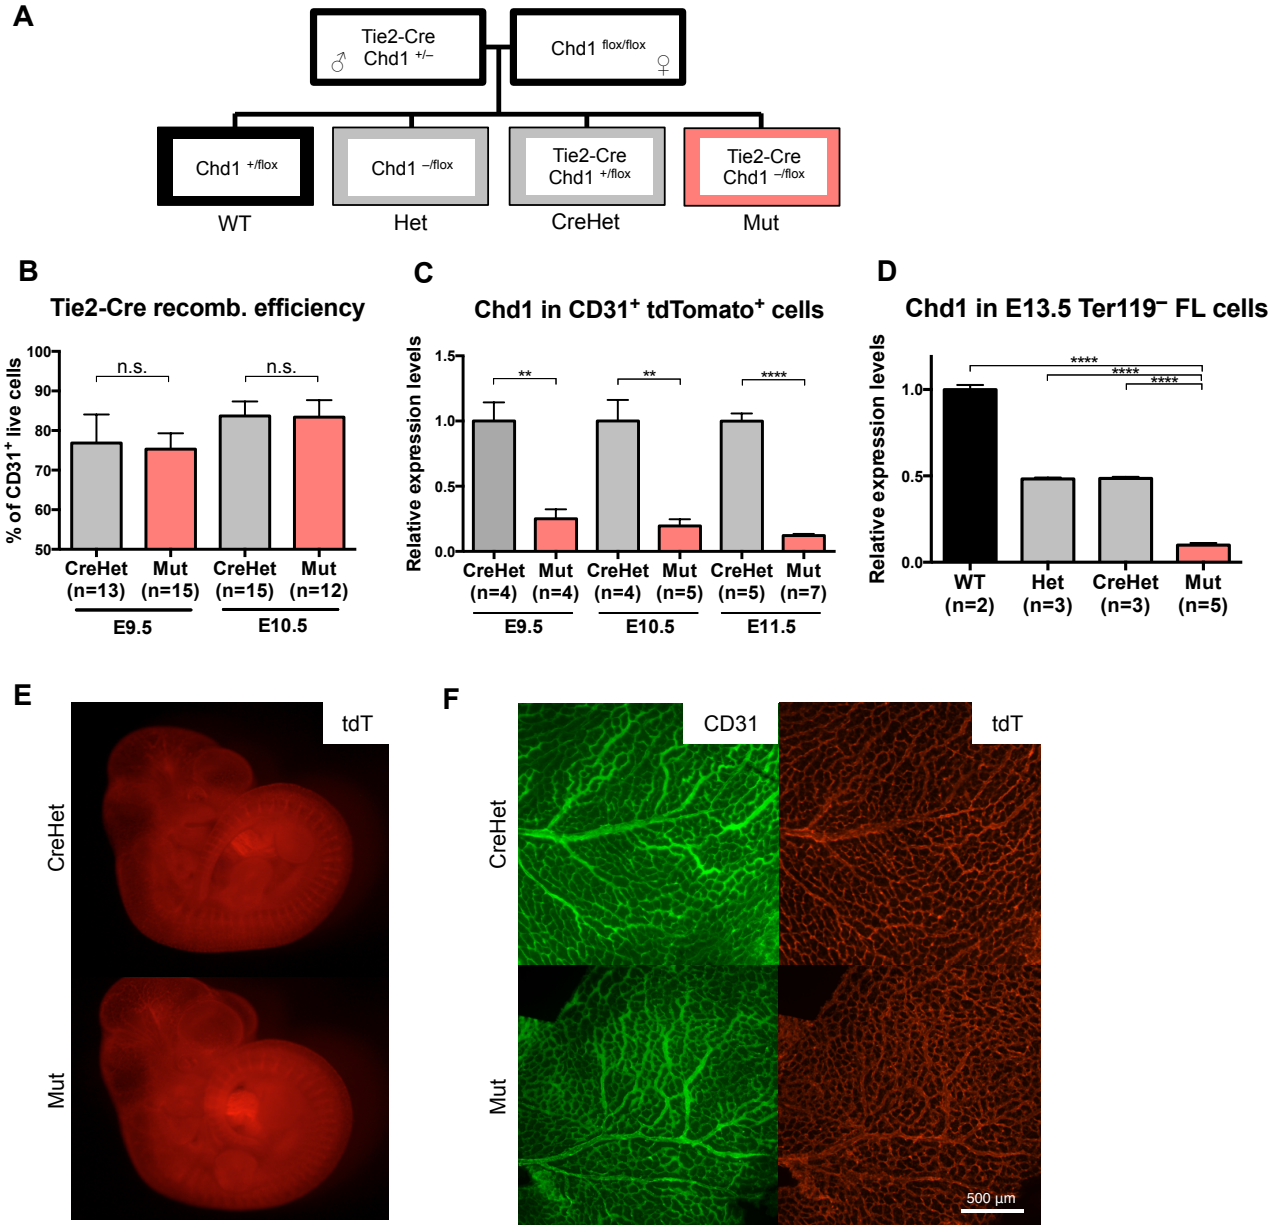 A
Tie2-Cre
Chd1 +/–
♂
Chd1 flox/flox
♀
Chd1 +/flox
Chd1 –/flox
Tie2-Cre
Chd1 +/flox
Tie2-Cre
Chd1 –/flox
WT
Het
CreHet
Mut
B
Tie2-Cre recomb. efficiency
% of CD31+ live cells
100
90
80
70
60
50
n.s.
n.s.
CreHet
(n=13)
Mut
(n=15)
CreHet
(n=15)
Mut
(n=12)
E9.5
E10.5
C
Chd1 in CD31+ tdTomato+ cells
Relative expression levels
1.5
1.0
0.5
0.0
**
**
****
CreHet
(n=4)
Mut
(n=4)
CreHet
(n=4)
Mut
(n=5)
CreHet
(n=5)
Mut
(n=7)
E9.5
E10.5
E11.5
D
Chd1 in E13.5 Ter119– FL cells
Relative expression levels
1.0
0.5
0.0
****
****
****
WT
(n=2)
Het
(n=3)
CreHet
(n=3)
Mut
(n=5)
E
tdT
CreHet
Mut
F
CD31
tdT
CreHet
Mut
500 µm